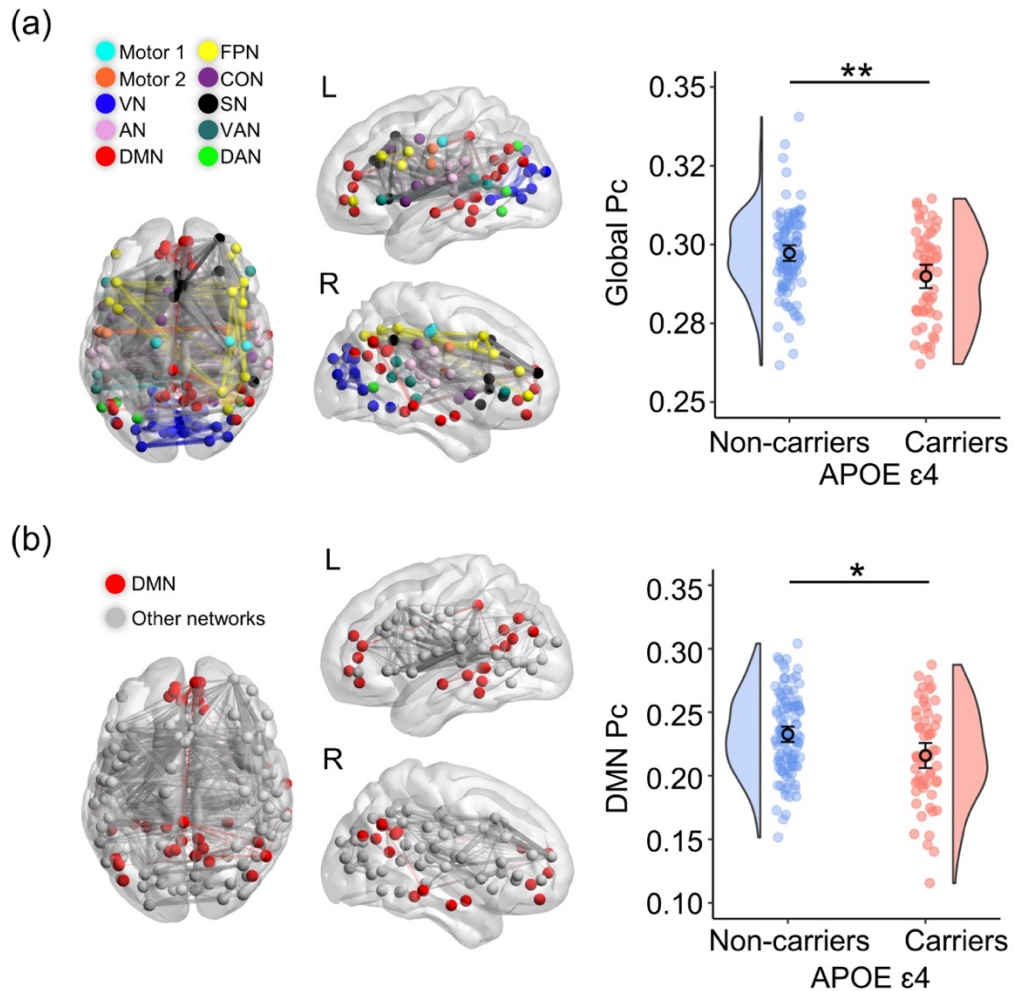 (a)
Motor 1 FPN
Motor 2 CON
VN SN
AN VAN
DMN DAN
L
R
**
Global Pc
0.35
0.32
0.30
0.28
0.25
Non-carriers Carriers
APOE ε4
(b)
DMN
Other networks
L
R
*
DMN Pc
0.35
0.30
0.25
0.20
0.15
0.10
Non-carriers Carriers
APOE ε4